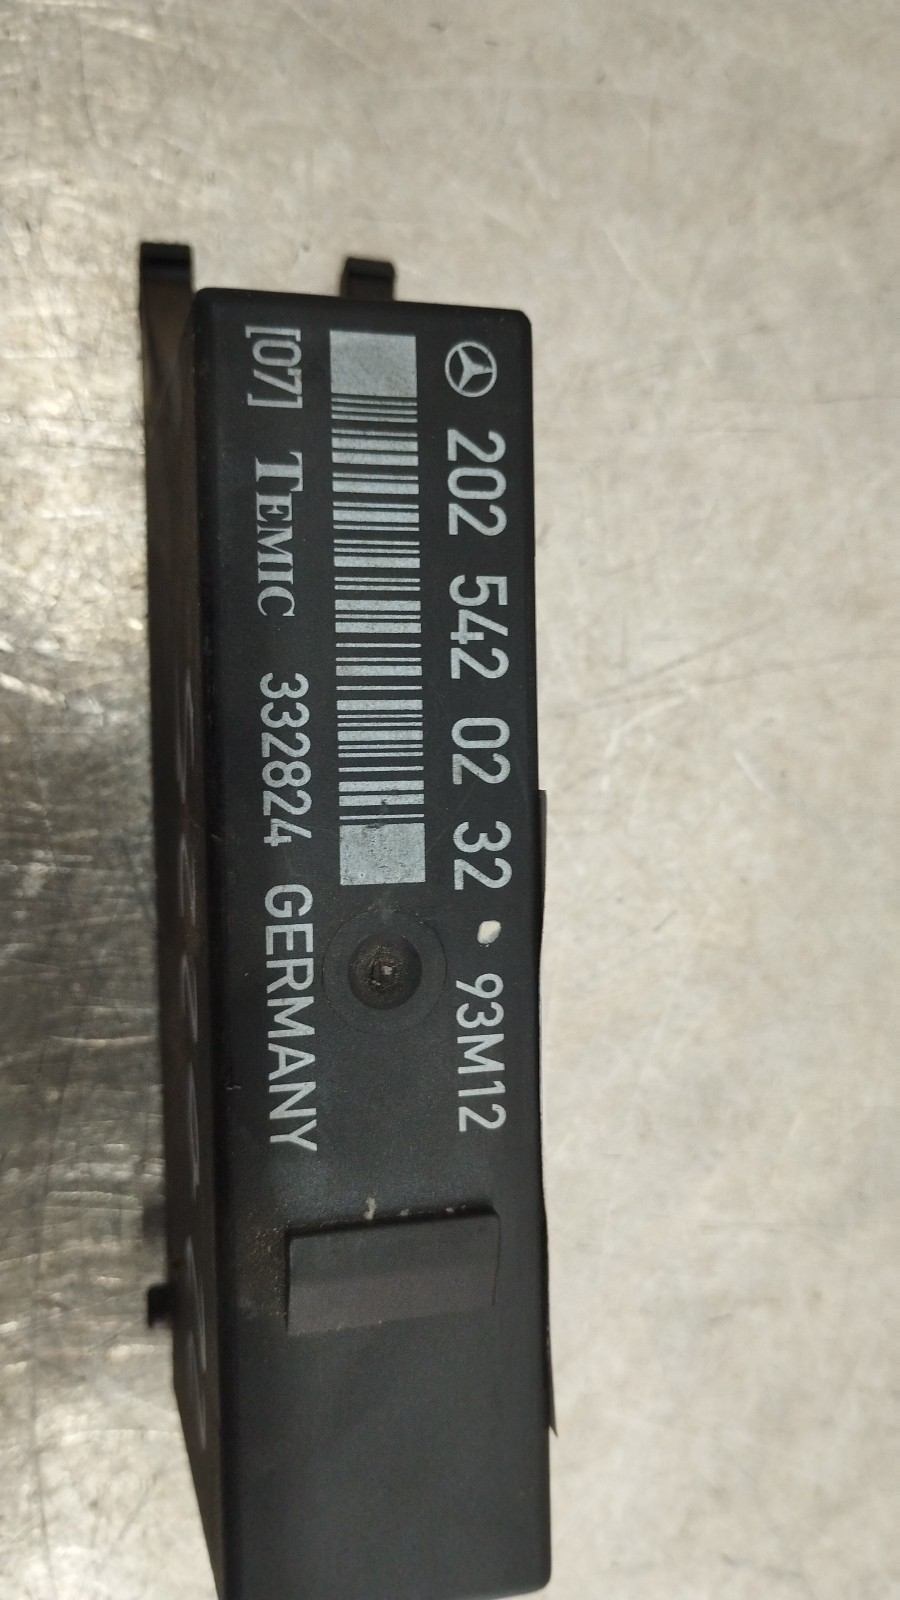 202 542 02 32 • 93M12
[07] TEMIC 332824 GERMANY